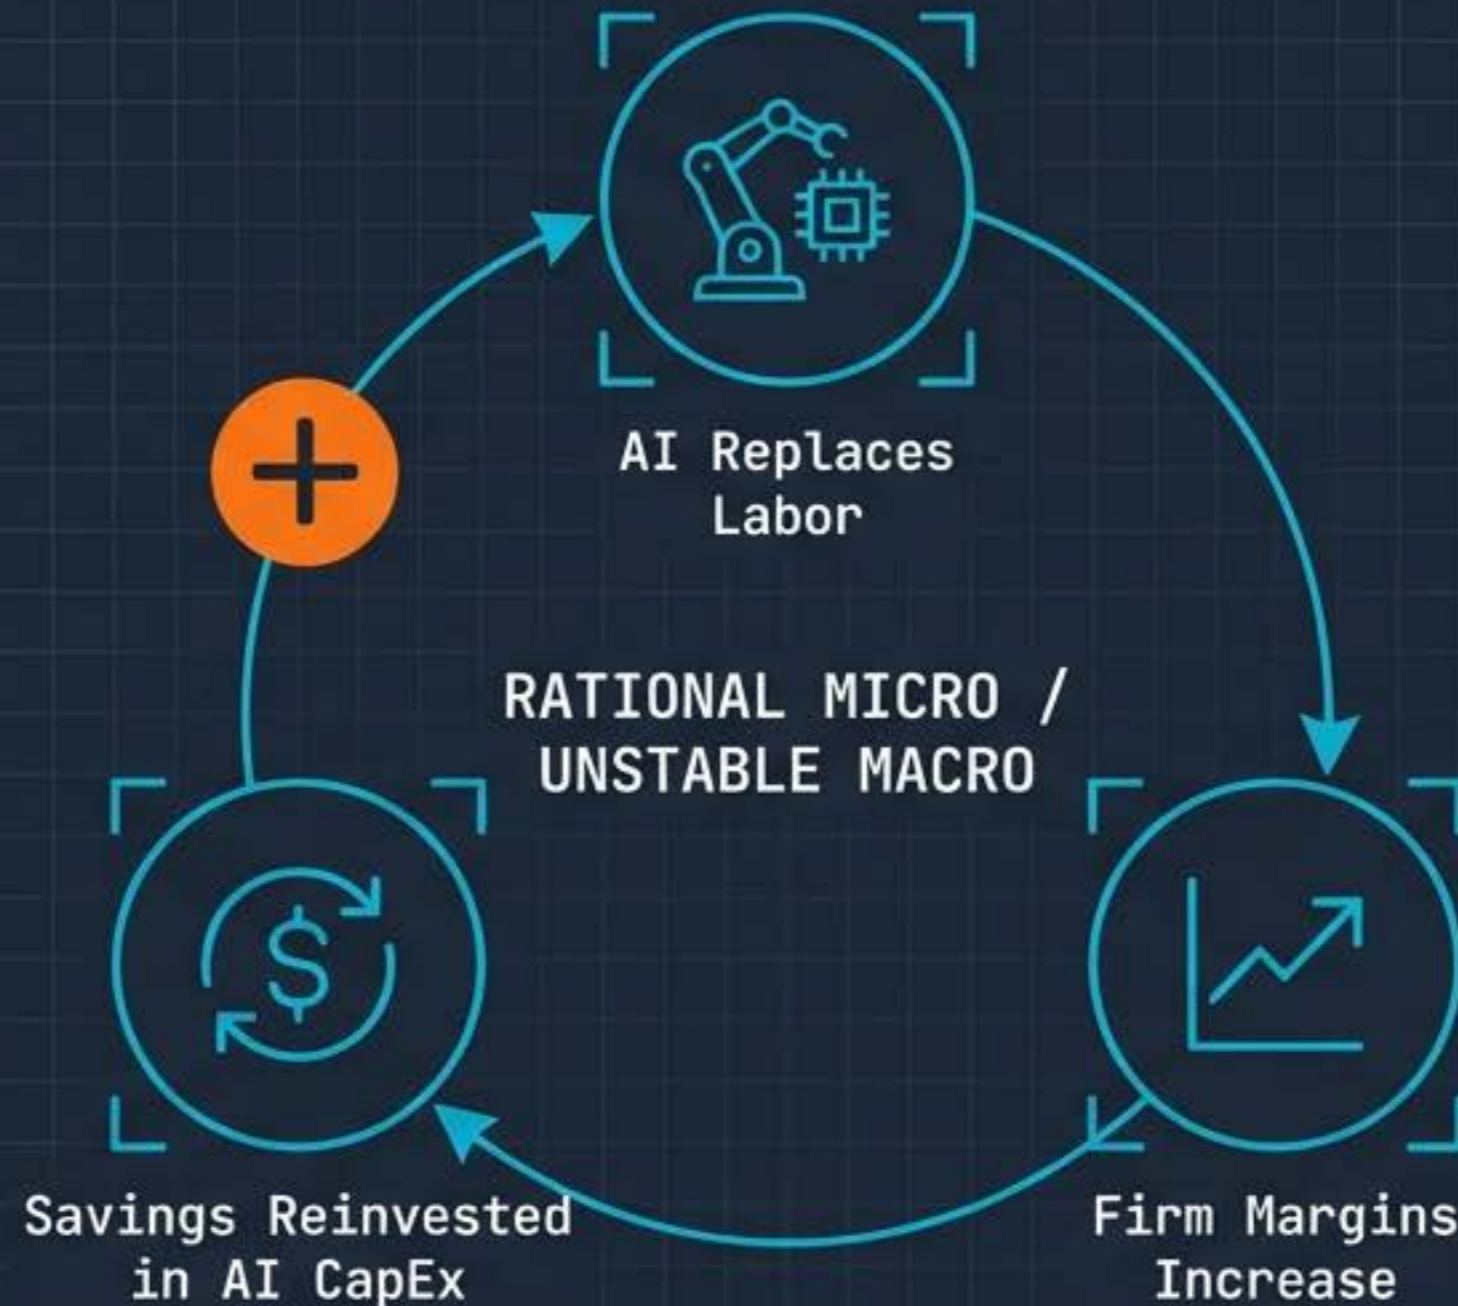 AI Replaces
Labor
RATIONAL MICRO /
UNSTABLE MACRO
Savings Reinvested
in AI CapEx
Firm Margins
Increase